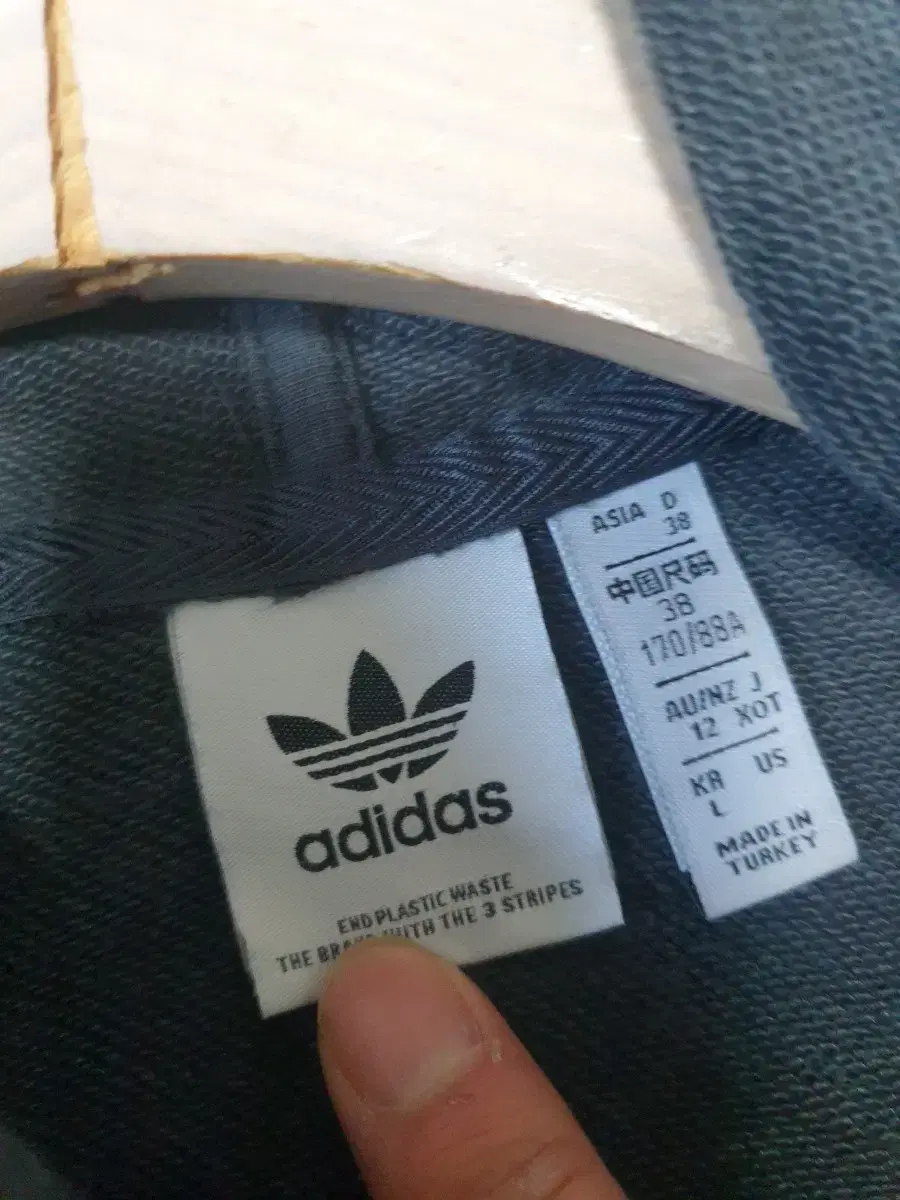 adidas
END PLASTIC WASTE
THE BRAND WITH THE 3 STRIPES
ASIA D
38
中国尺码
38
170/88A
AU/NZ J
12 XOT
KR US
L
MADE IN
TURKEY